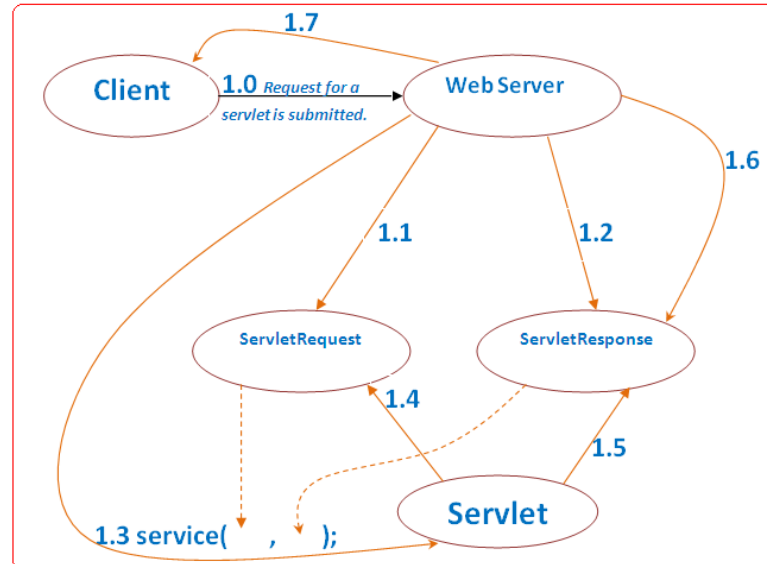 1.7
Client
1.0 Request for a
servlet is submitted.
Web Server
1.6
1.1
1.2
ServletRequest
ServletResponse
1.4
1.5
Servlet
1.3 service( , );